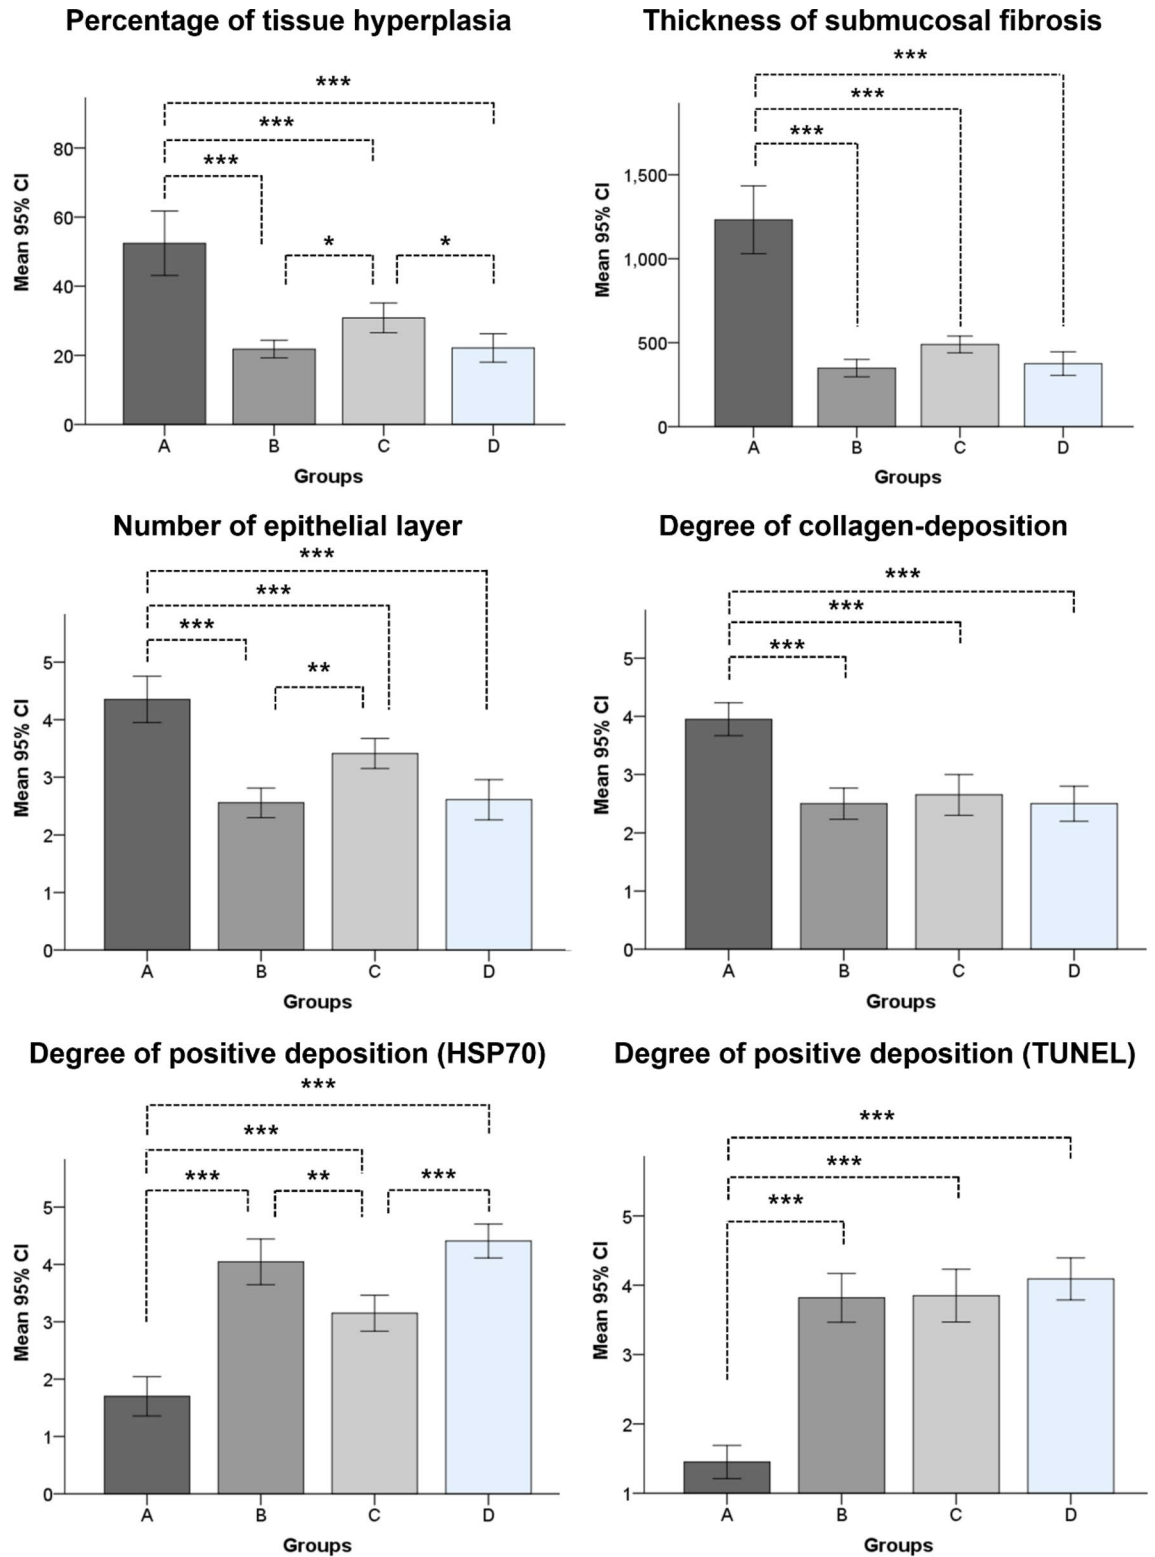 Percentage of tissue hyperplasia
***
***
***
*
*
Mean 95% CI
80
60
40
20
0
A B C D
Groups
Thickness of submucosal fibrosis
***
***
***
Mean 95% CI
1,500
1,000
500
0
A B C D
Groups
Number of epithelial layer
***
***
***
**
Mean 95% CI
5
4
3
2
1
0
A B C D
Groups
Degree of collagen-deposition
***
***
***
Mean 95% CI
5
4
3
2
1
0
A B C D
Groups
Degree of positive deposition (HSP70)
***
***
*** ** ***
Mean 95% CI
5
4
3
2
1
0
A B C D
Groups
Degree of positive deposition (TUNEL)
***
***
***
Mean 95% CI
5
4
3
2
1
A B C D
Groups